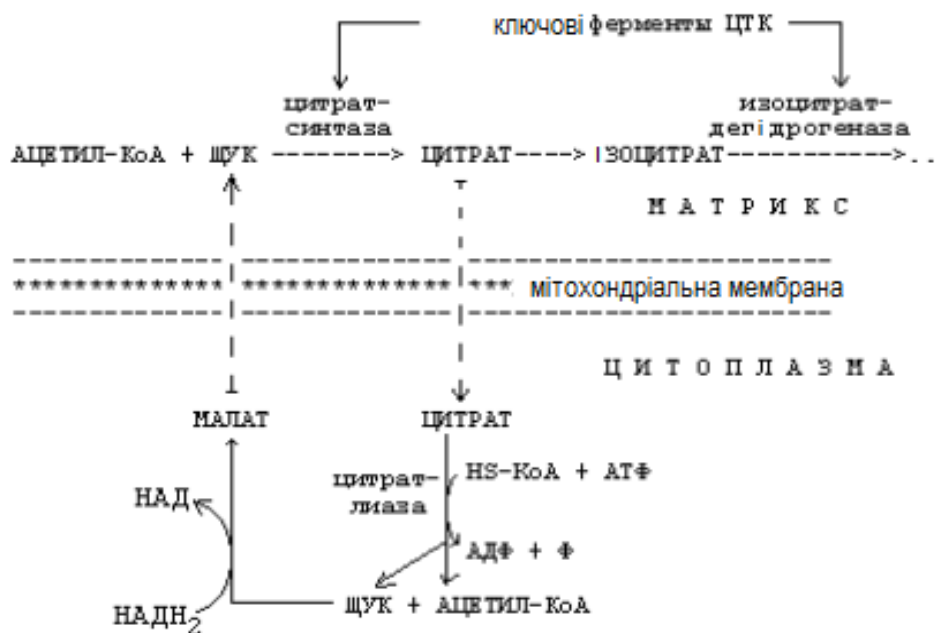 ключові ферменты ЦТК
цитрат-
синтаза
изоцитрат-
дегідрогеназа
АЦЕТИЛ-КоА + ЩУК --------> ЦИТРАТ----> ІЗОЦИТРАТ----------->..
М А Т Р И К С
мітохондріальна мембрана
Ц И Т О П Л А З М А
МАЛАТ
ЦИТРАТ
HS-КоА + АТФ
цитрат-
лиаза
НАД
АДФ + Ф
ЩУК + АЦЕТИЛ-КоА
НАДН2